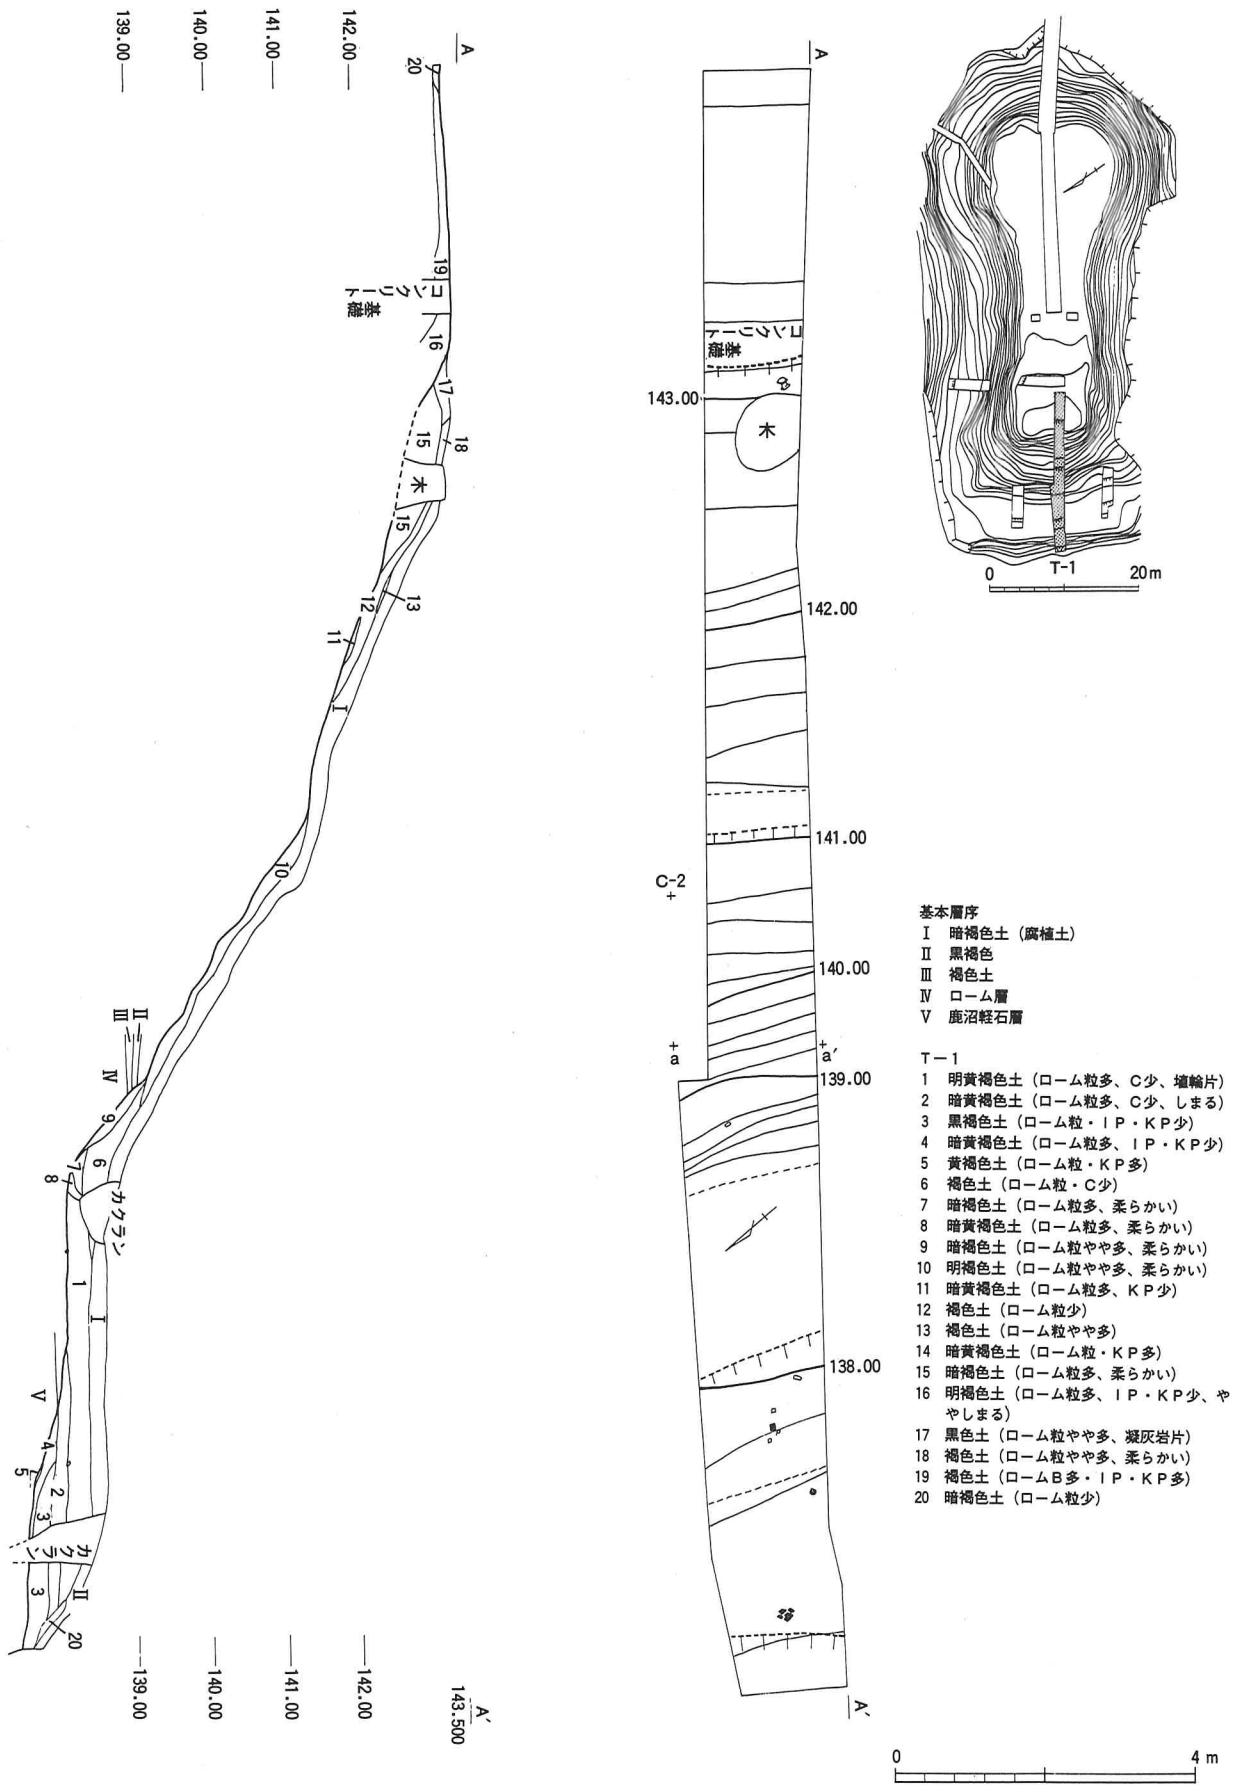 139.00
140.00
141.00
142.00
A
20
19
コンクリート
基礎
16
17
15
18
木
15
13
12
11
I
10
II
III
IV
9
7
6
8
カクラン
1
I
V
4
5
2
3
カクラン
3
II
20
139.00
140.00
141.00
142.00
A′
143.500
A
コンクリート
基礎
143.00
木
142.00
141.00
C-2
140.00
a
a′
139.00
138.00
A′
T-1
0 20m
基本層序
Ⅰ 暗褐色土（腐植土）
Ⅱ 黒褐色
Ⅲ 褐色土
Ⅳ ローム層
Ⅴ 鹿沼軽石層
T－1
1 明黄褐色土（ローム粒多、C少、埴輪片）
2 暗黄褐色土（ローム粒多、C少、しまる）
3 黒褐色土（ローム粒・IP・KP少）
4 暗黄褐色土（ローム粒多、IP・KP少）
5 黄褐色土（ローム粒・KP多）
6 褐色土（ローム粒・C少）
7 暗褐色土（ローム粒多、柔らかい）
8 暗黄褐色土（ローム粒多、柔らかい）
9 暗褐色土（ローム粒やや多、柔らかい）
10 明褐色土（ローム粒やや多、柔らかい）
11 暗黄褐色土（ローム粒多、KP少）
12 褐色土（ローム粒少）
13 褐色土（ローム粒やや多）
14 暗黄褐色土（ローム粒・KP多）
15 暗褐色土（ローム粒多、柔らかい）
16 明褐色土（ローム粒多、IP・KP少、や
やしまる）
17 黒色土（ローム粒やや多、凝灰岩片）
18 褐色土（ローム粒やや多、柔らかい）
19 褐色土（ロームB多・IP・KP多）
20 暗褐色土（ローム粒少）
0 4 m